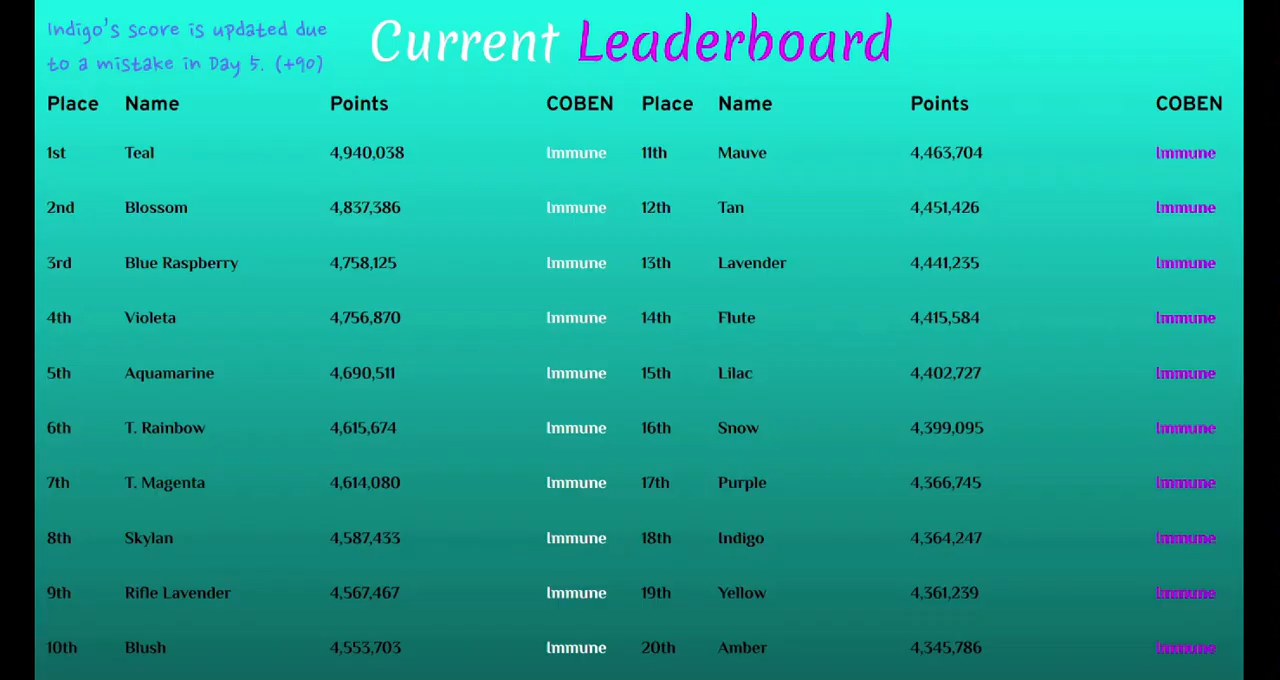 Indigo's score is updated due
to a mistake in Day 5. (+90)
Current Leaderboard
Place Name Points COBEN Place Name Points COBEN
1st Teal 4,940,038 Immune 11th Mauve 4,463,704 Immune
2nd Blossom 4,837,386 Immune 12th Tan 4,451,426 Immune
3rd Blue Raspberry 4,758,125 Immune 13th Lavender 4,441,235 Immune
4th Violeta 4,756,870 Immune 14th Flute 4,415,584 Immune
5th Aquamarine 4,690,511 Immune 15th Lilac 4,402,727 Immune
6th T. Rainbow 4,615,674 Immune 16th Snow 4,399,095 Immune
7th T. Magenta 4,614,080 Immune 17th Purple 4,366,745 Immune
8th Skylan 4,587,433 Immune 18th Indigo 4,364,247 Immune
9th Rifle Lavender 4,567,467 Immune 19th Yellow 4,361,239 Immune
10th Blush 4,553,703 Immune 20th Amber 4,345,786 Immune